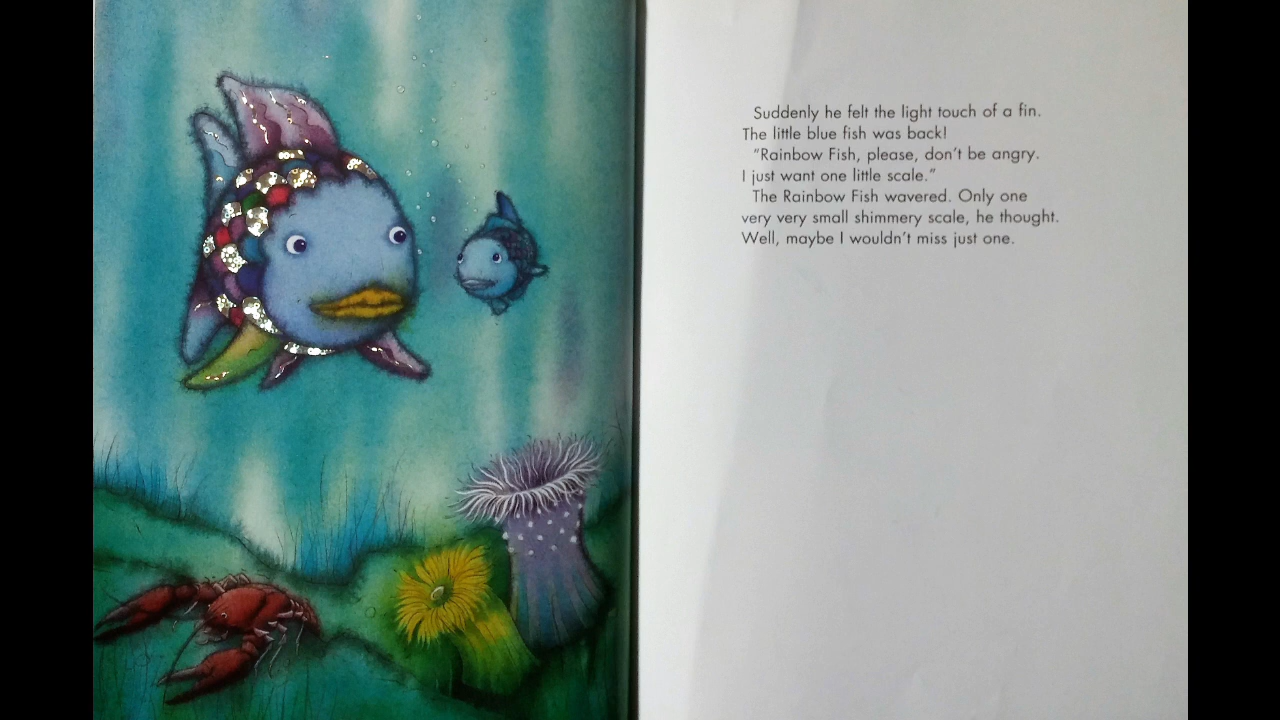 Suddenly he felt the light touch of a fin.
The little blue fish was back!
"Rainbow Fish, please, don't be angry.
I just want one little scale."
The Rainbow Fish wavered. Only one
very very small shimmery scale, he thought.
Well, maybe I wouldn't miss just one.